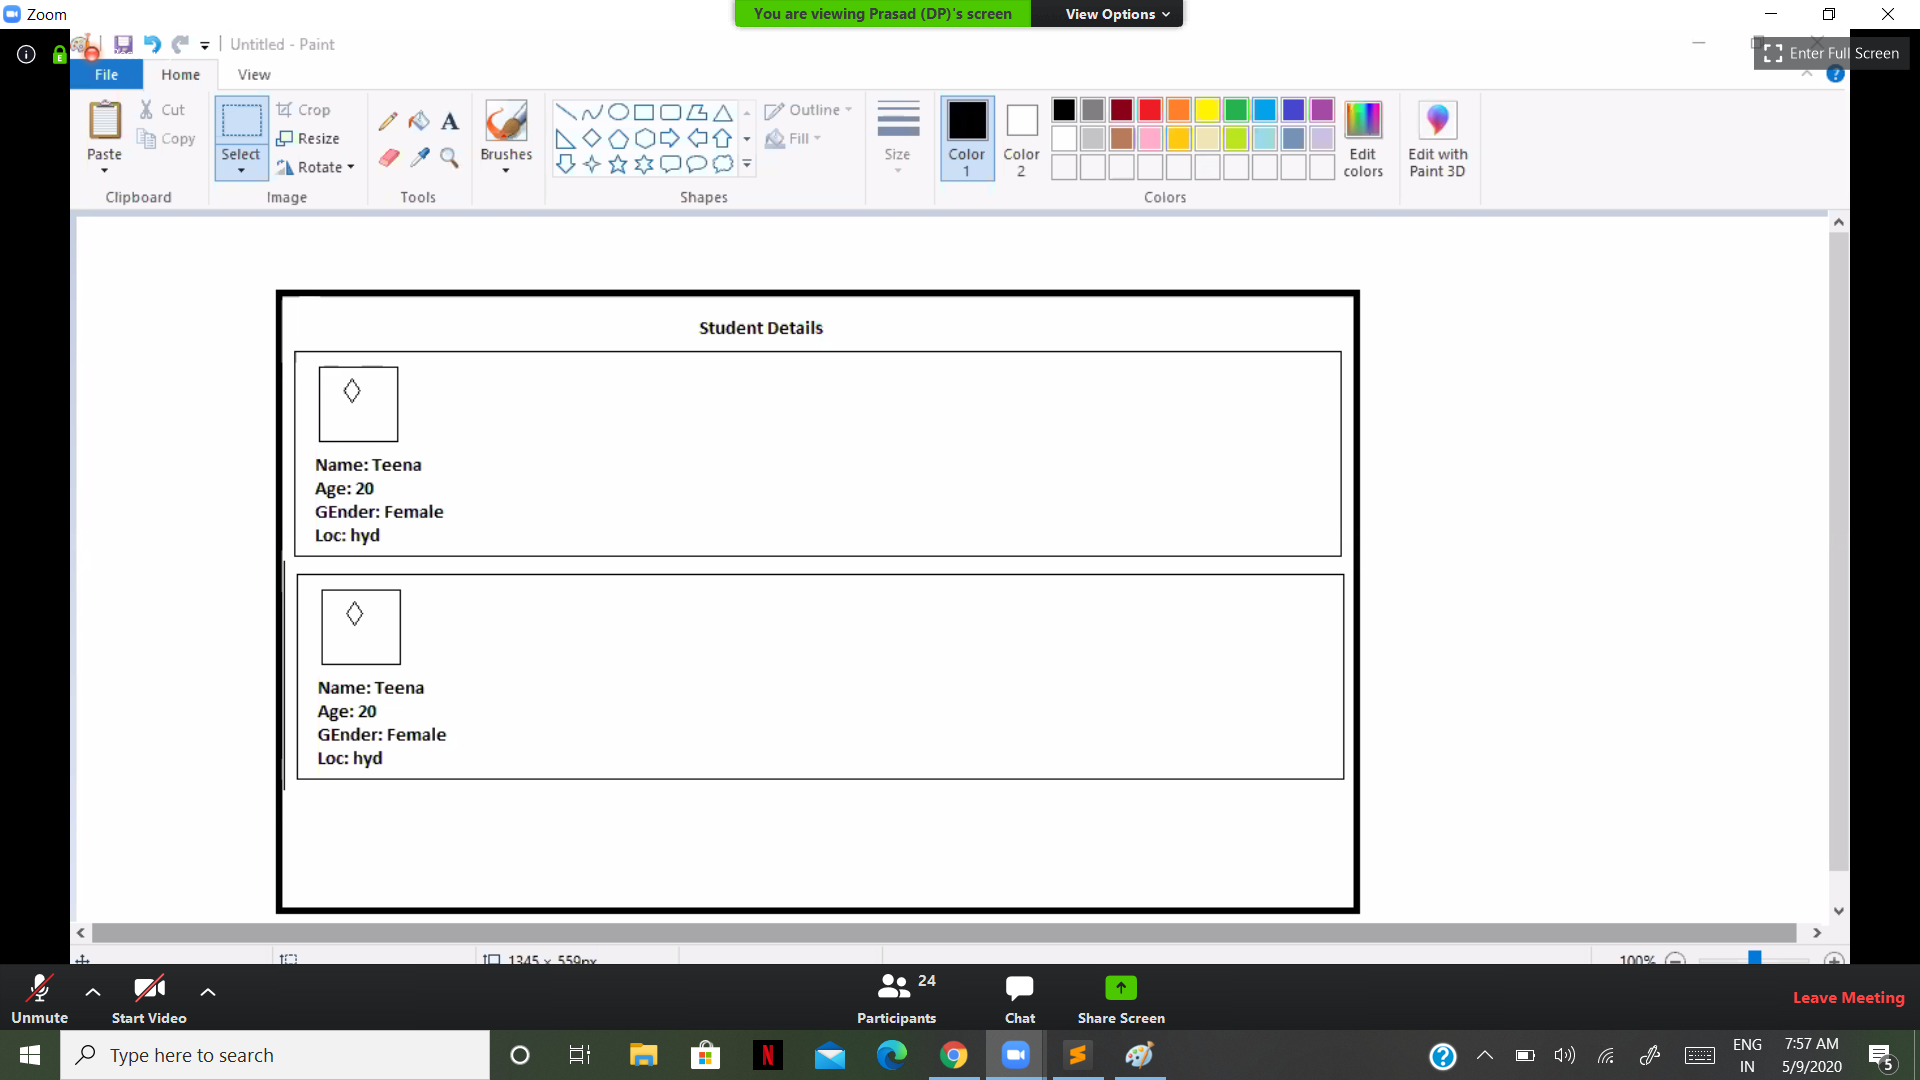 Zoom
You are viewing Prasad (DP)'s screen
View Options
Untitled - Paint
Enter Full Screen
File
Home
View
Paste
Cut
Copy
Clipboard
Select
Crop
Resize
Rotate
Image
Tools
Brushes
Shapes
Outline
Fill
Size
Color 1
Color 2
Colors
Edit colors
Edit with Paint 3D
Student Details
Name: Teena
Age: 20
GEnder: Female
Loc: hyd
Name: Teena
Age: 20
GEnder: Female
Loc: hyd
1345 × 559px
100%
Unmute
Start Video
24
Participants
Chat
Share Screen
Leave Meeting
Type here to search
ENG
IN
7:57 AM
5/9/2020
5